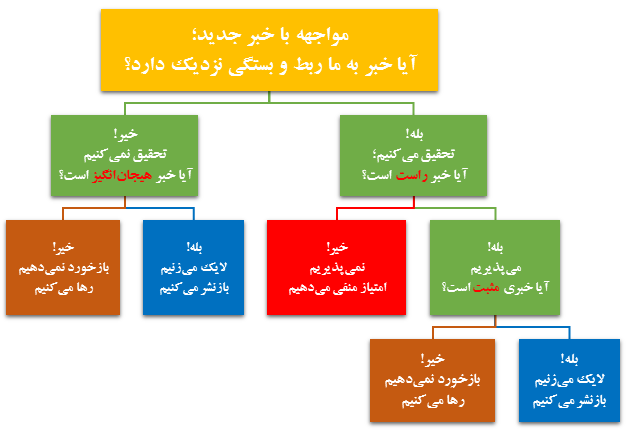 مواجهه با خبر جدید؛
آیا خبر به ما ربط و بستگی نزدیک دارد؟
بله!
تحقیق می‌کنیم؛
آیا خبر راست است؟
خیر!
تحقیق نمی‌کنیم
آیا خبر هیجان‌انگیز است؟
بله!
می‌پذیریم
آیا خبری مثبت است؟
خیر!
نمی‌پذیریم
امتیاز منفی می‌دهیم
بله!
لایک می‌زنیم
بازنشر می‌کنیم
خیر!
بازخورد نمی‌دهیم
رها می‌کنیم
بله!
لایک می‌زنیم
بازنشر می‌کنیم
خیر!
بازخورد نمی‌دهیم
رها می‌کنیم